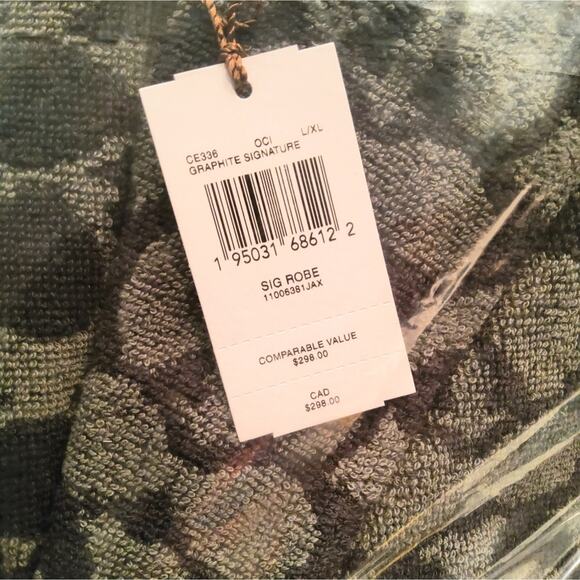 CE336 OCI L/XL
GRAPHITE SIGNATURE
1 95031 68612 2
SIG ROBE
11006381JAX
COMPARABLE VALUE
$298.00
CAD
$298.00